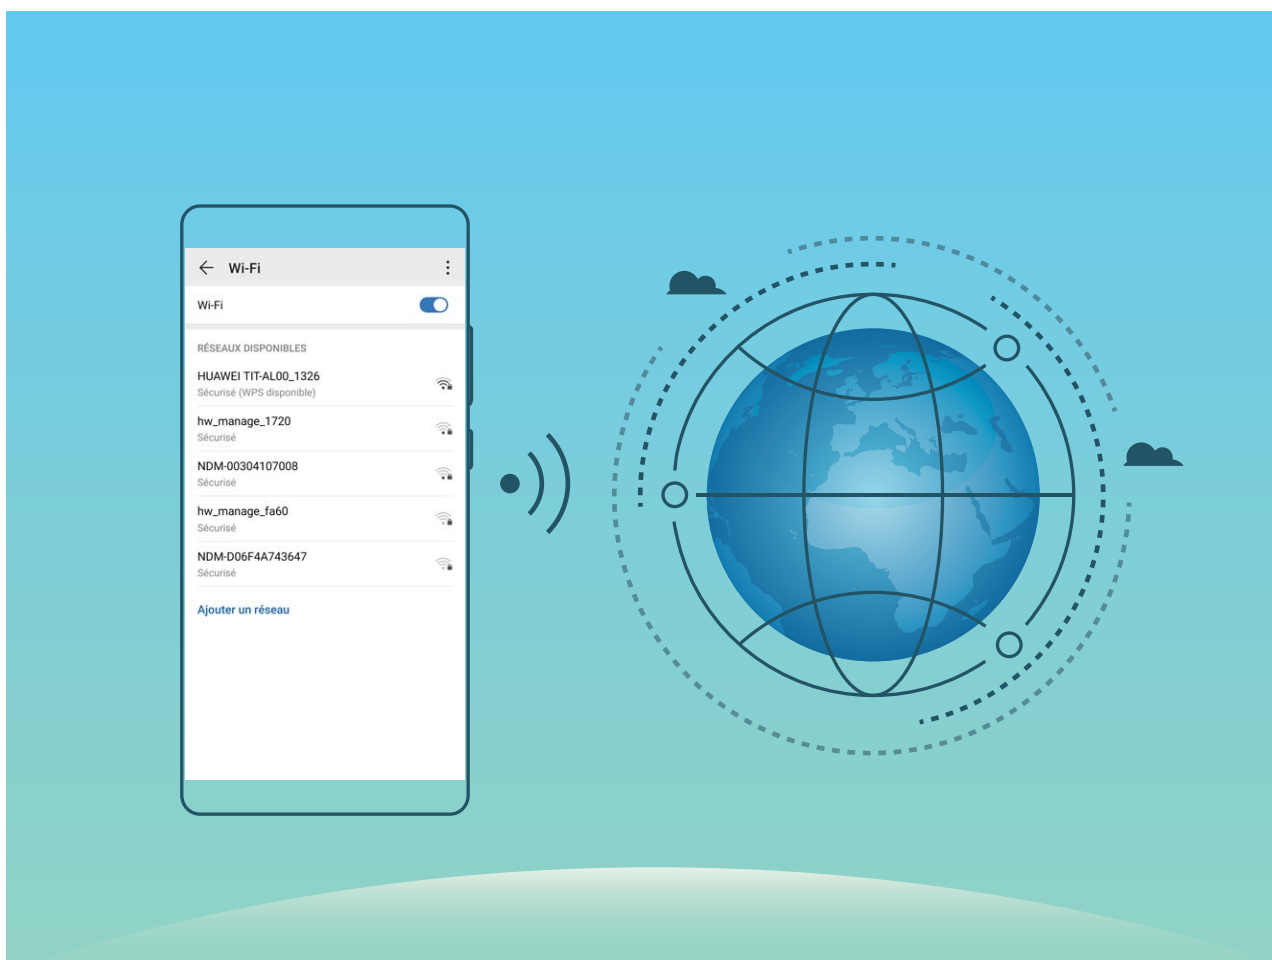 Wi-Fi
Wi-Fi
RÉSEAUX DISPONIBLES
HUAWEI TIT-AL00_1326
Sécurisé (WPS disponible)
hw_manage_1720
Sécurisé
NDM-00304107008
Sécurisé
hw_manage_fa60
Sécurisé
NDM-D06F4A743647
Sécurisé
Ajouter un réseau